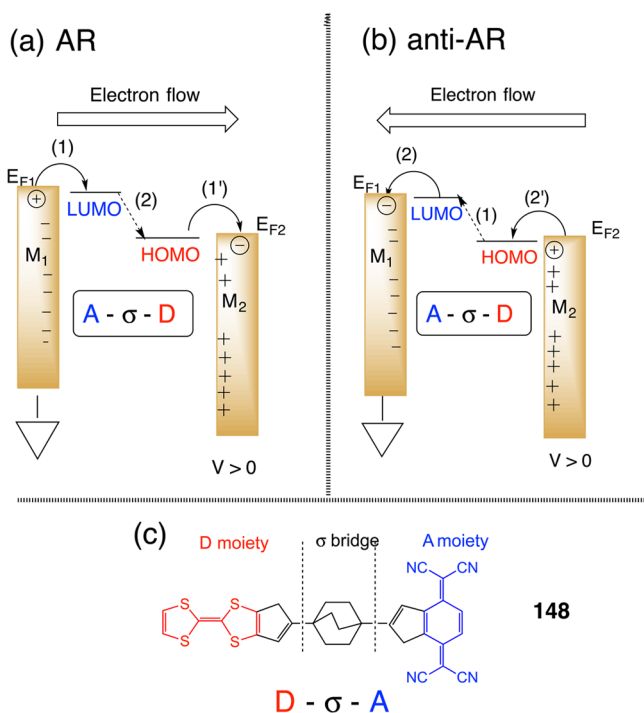 (a) AR
Electron flow
(1)
E_F1
+
LUMO
(2)
(1')
HOMO
E_F2
−
M_1
− − − − − −
A - σ - D
+ +
M_2
+ + + + +
V > 0
(b) anti-AR
Electron flow
(2)
E_F1
−
LUMO
(1)
(2')
HOMO
E_F2
+
M_1
− − − − − −
A - σ - D
+ +
M_2
+ + + + +
V > 0
(c)
D moiety
σ bridge
A moiety
NC CN
S S
S S
NC CN
148
D - σ - A